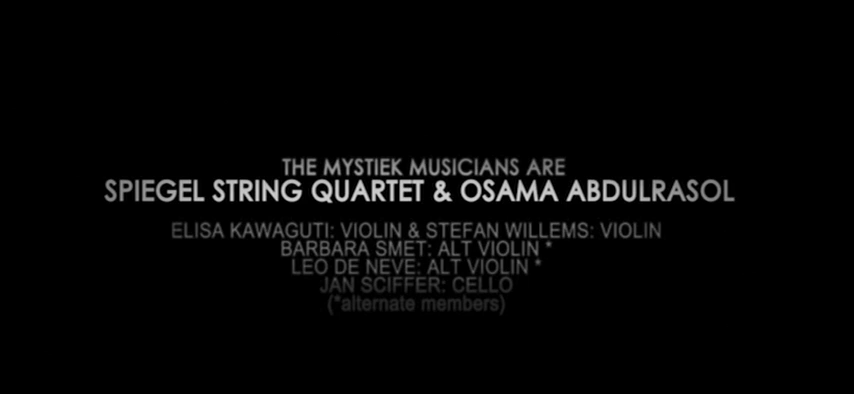 THE MYSTIEK MUSICIANS ARE
SPIEGEL STRING QUARTET & OSAMA ABDULRASOL
ELISA KAWAGUTI: VIOLIN & STEFAN WILLEMS: VIOLIN
BARBARA SMET: ALT VIOLIN *
LEO DE NEVE: ALT VIOLIN *
JAN SCIFFER: CELLO
(*alternate members)